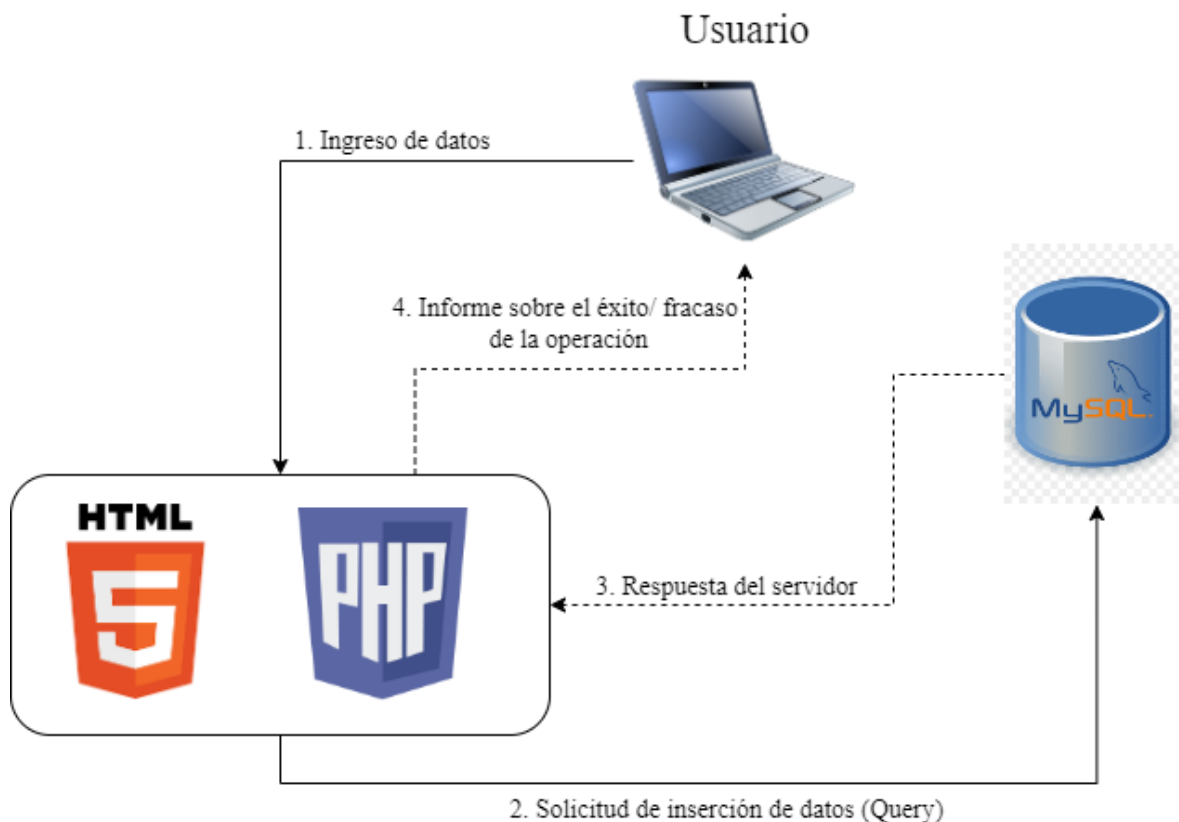 Usuario
1. Ingreso de datos
4. Informe sobre el éxito/ fracaso
de la operación
MySQL
HTML
5
PHP
3. Respuesta del servidor
2. Solicitud de inserción de datos (Query)